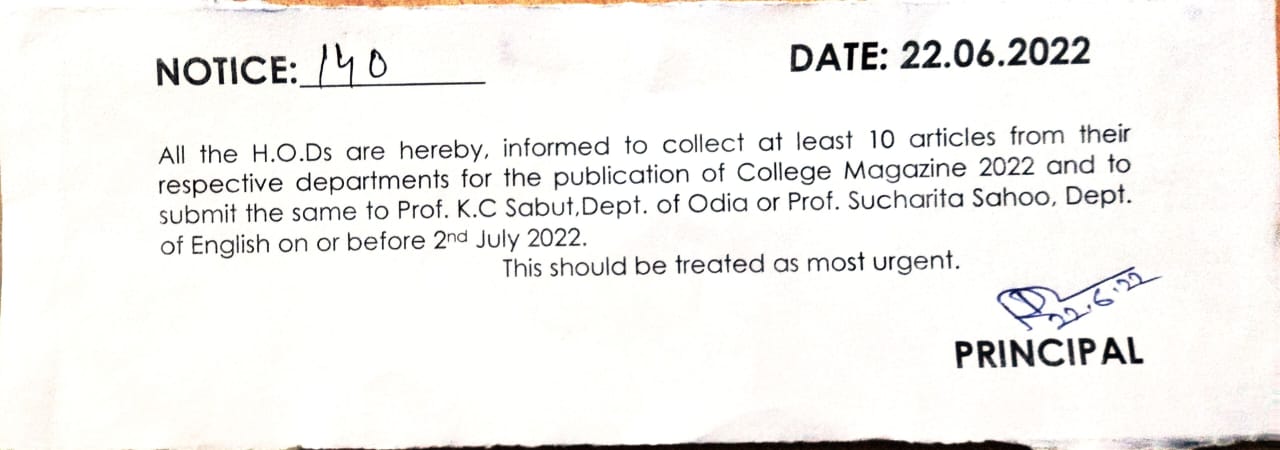 NOTICE: 140 DATE: 22.06.2022
All the H.O.Ds are hereby, informed to collect at least 10 articles from their
respective departments for the publication of College Magazine 2022 and to
submit the same to Prof. K.C Sabut,Dept. of Odia or Prof. Sucharita Sahoo, Dept.
of English on or before 2nd July 2022.
This should be treated as most urgent.
22.6.22
PRINCIPAL